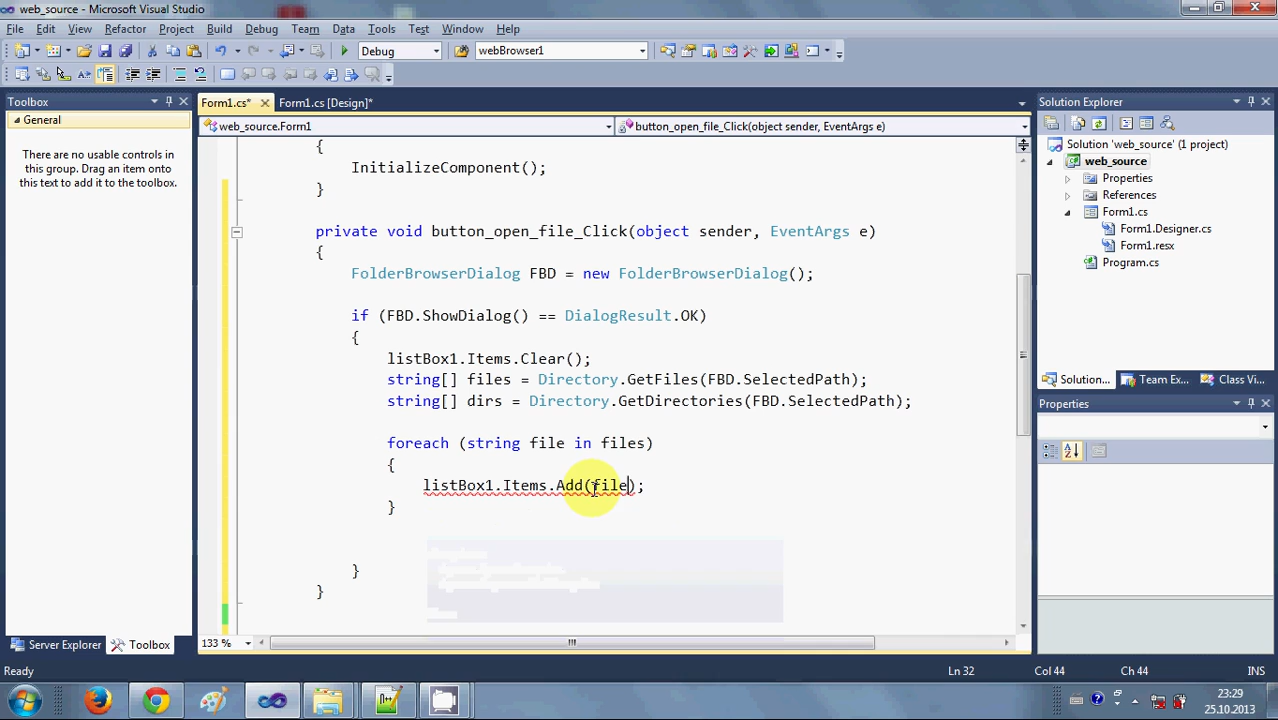 web_source - Microsoft Visual Studio
File Edit View Refactor Project Build Debug Team Data Tools Test Window Help
Debug webBrowser1
Toolbox
General
There are no usable controls in
this group. Drag an item onto
this text to add it to the toolbox.
Form1.cs* Form1.cs [Design]*
web_source.Form1 button_open_file_Click(object sender, EventArgs e)
{
InitializeComponent();
}
private void button_open_file_Click(object sender, EventArgs e)
{
FolderBrowserDialog FBD = new FolderBrowserDialog();
if (FBD.ShowDialog() == DialogResult.OK)
{
listBox1.Items.Clear();
string[] files = Directory.GetFiles(FBD.SelectedPath);
string[] dirs = Directory.GetDirectories(FBD.SelectedPath);
foreach (string file in files)
{
listBox1.Items.Add(file);
}
}
}
133 %
Server Explorer Toolbox
Solution Explorer
Solution 'web_source' (1 project)
web_source
Properties
References
Form1.cs
Form1.Designer.cs
Form1.resx
Program.cs
Solution... Team Ex... Class Vi...
Properties
Ready Ln 32 Col 44 Ch 44 INS
23:29
25.10.2013